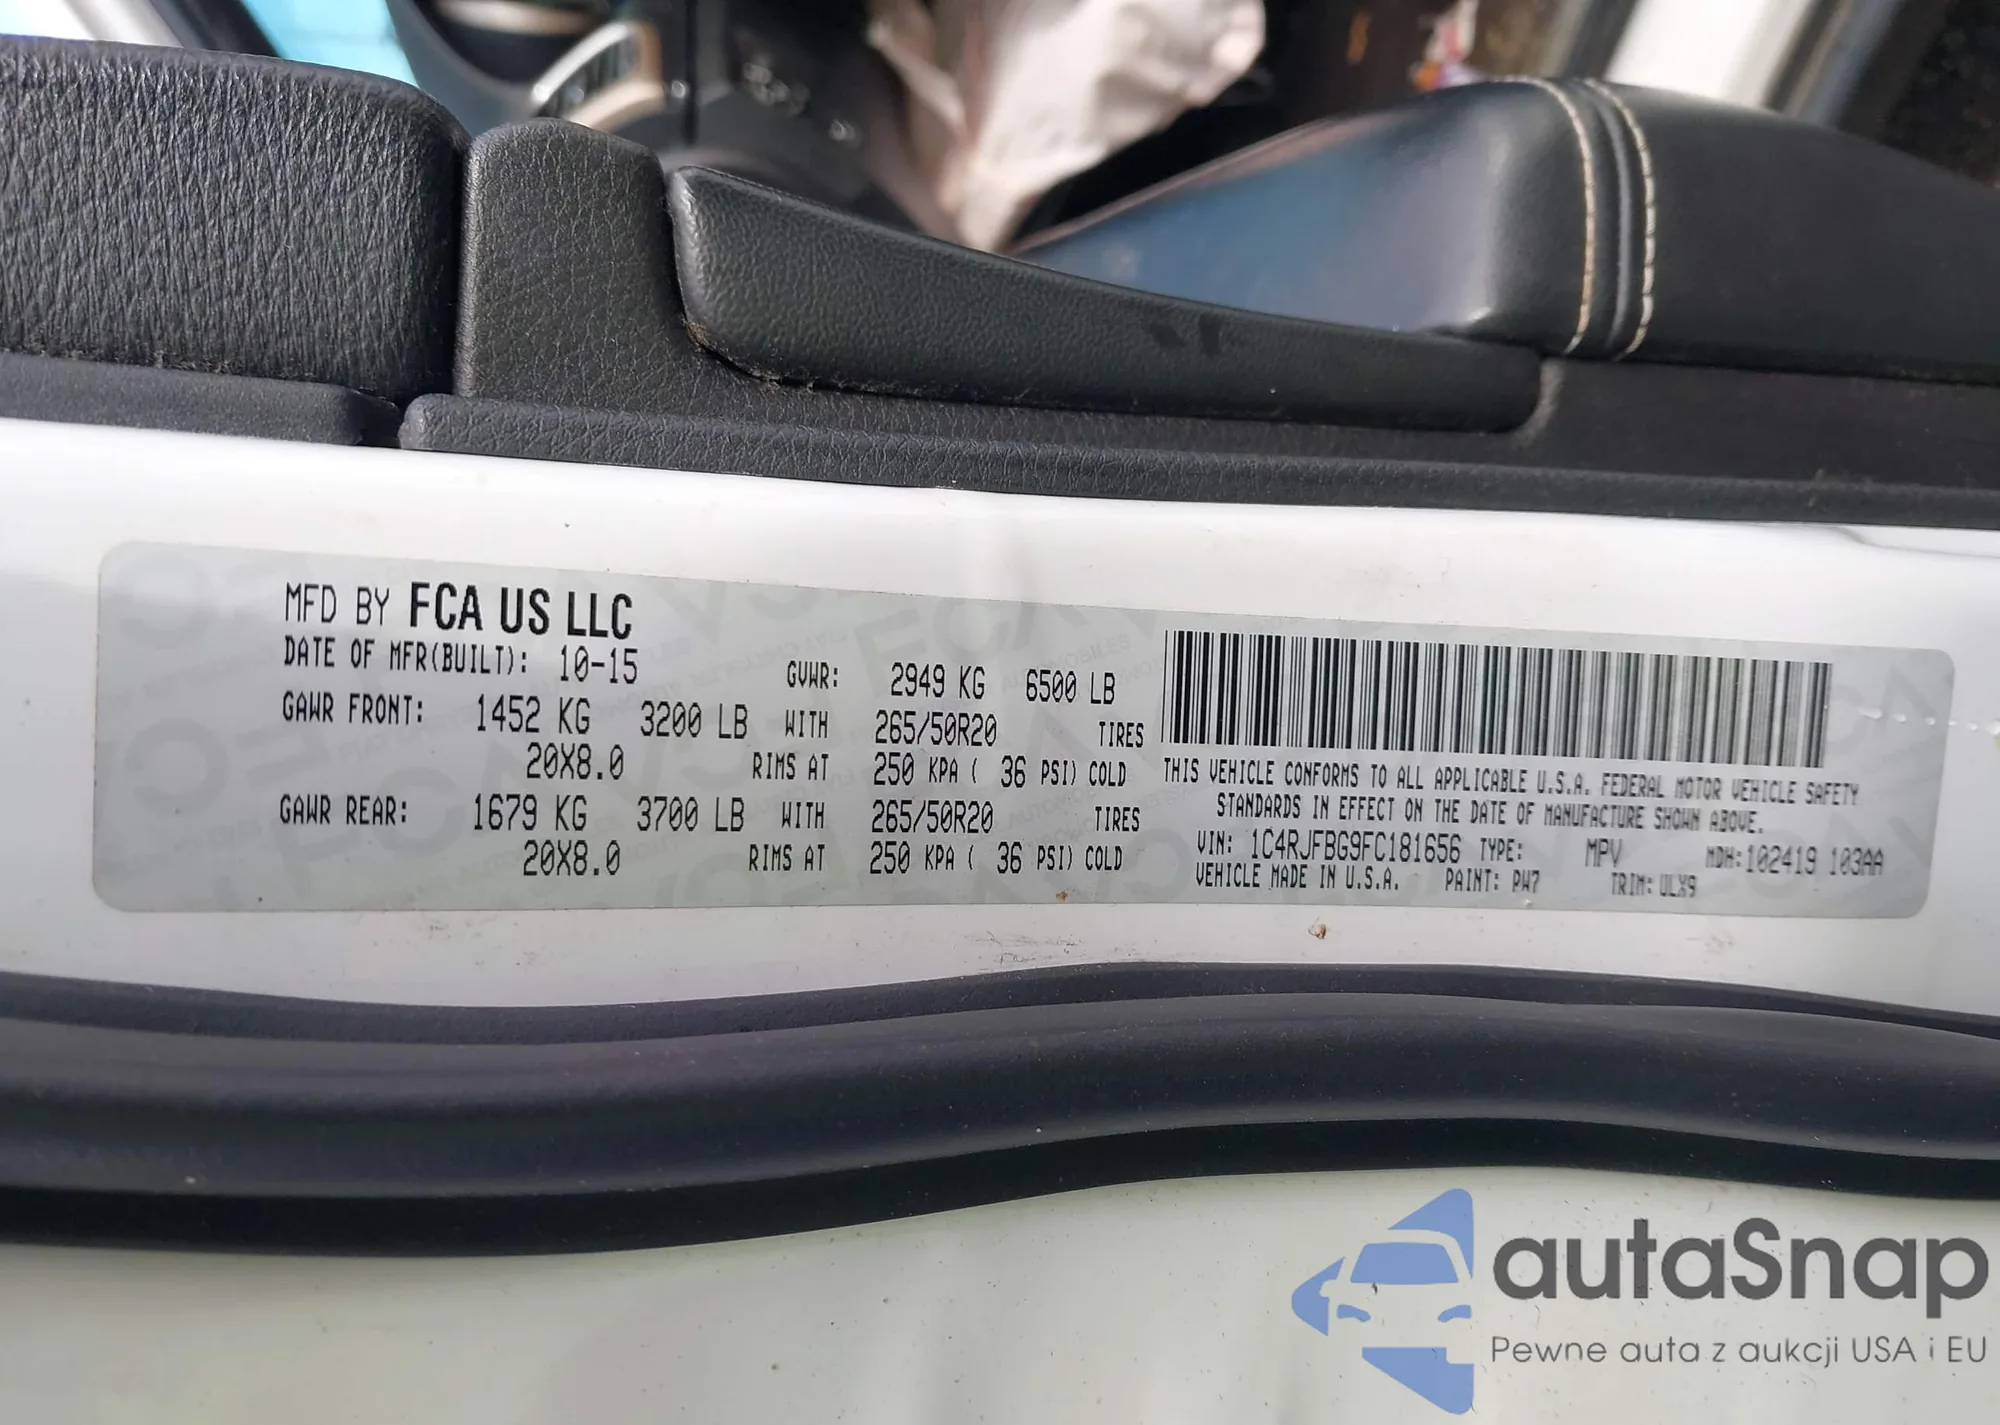 MFD BY FCA US LLC
DATE OF MFR(BUILT): 10-15 GVWR: 2949 KG 6500 LB
GAWR FRONT: 1452 KG 3200 LB WITH 265/50R20 TIRES
20X8.0 RIMS AT 250 KPA ( 36 PSI) COLD
GAWR REAR: 1679 KG 3700 LB WITH 265/50R20 TIRES
20X8.0 RIMS AT 250 KPA ( 36 PSI) COLD
THIS VEHICLE CONFORMS TO ALL APPLICABLE U.S.A. FEDERAL MOTOR VEHICLE SAFETY
STANDARDS IN EFFECT ON THE DATE OF MANUFACTURE SHOWN ABOVE.
VIN: 1C4RJFBG9FC181656 TYPE: MPV MDH:102419 103AA
VEHICLE MADE IN U.S.A. PAINT: PW7 TRIM: ULX9
autaSnap
Pewne auta z aukcji USA i EU